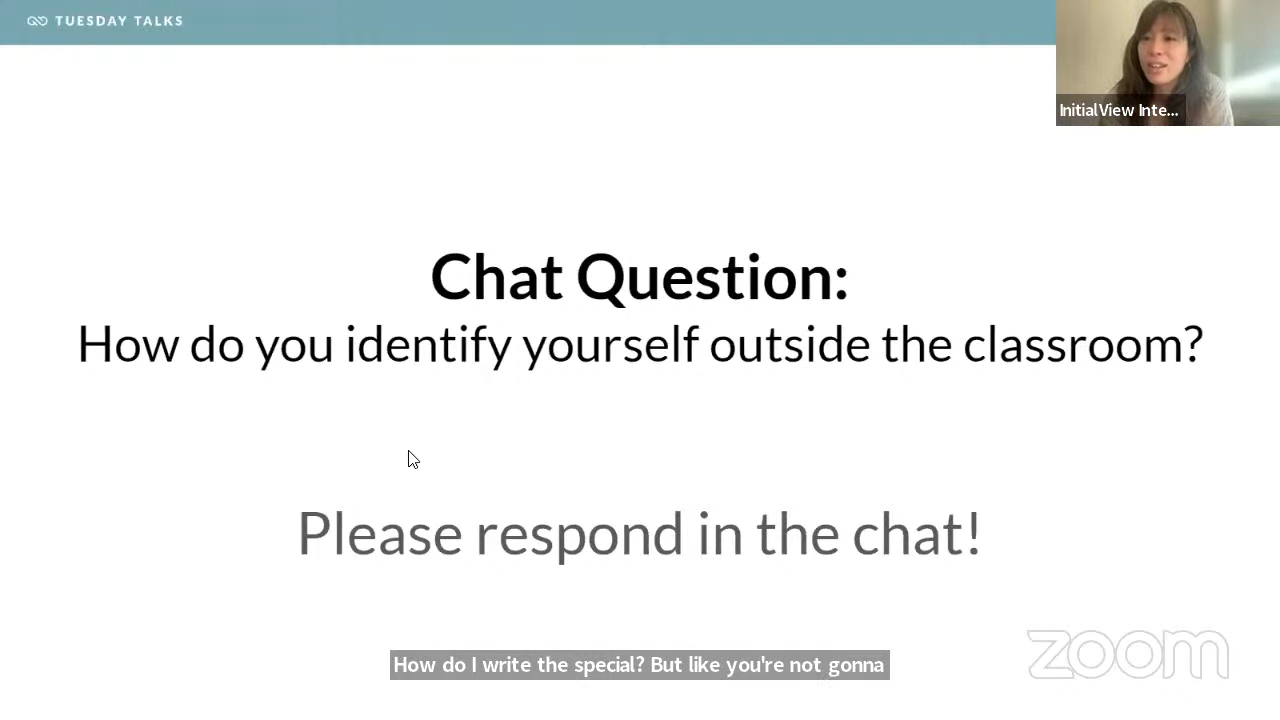 TUESDAY TALKS
InitialView Inte...
Chat Question:
How do you identify yourself outside the classroom?
Please respond in the chat!
How do I write the special? But like you're not gonna
zoom